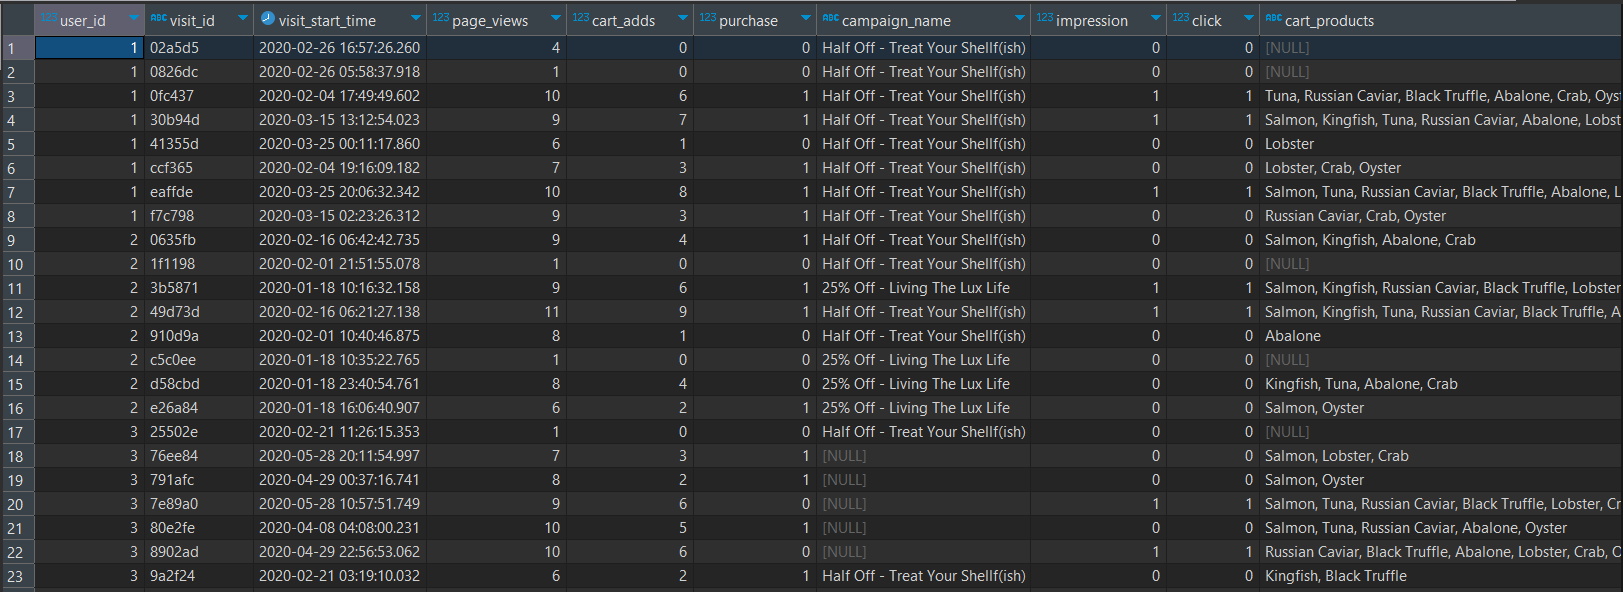 123 user_id ABC visit_id visit_start_time 123 page_views 123 cart_adds 123 purchase ABC campaign_name 123 impression 123 click ABC cart_products
1 1 02a5d5 2020-02-26 16:57:26.260 4 0 0 Half Off - Treat Your Shellf(ish) 0 0 [NULL]
2 1 0826dc 2020-02-26 05:58:37.918 1 0 0 Half Off - Treat Your Shellf(ish) 0 0 [NULL]
3 1 0fc437 2020-02-04 17:49:49.602 10 6 1 Half Off - Treat Your Shellf(ish) 1 1 Tuna, Russian Caviar, Black Truffle, Abalone, Crab, Oyst
4 1 30b94d 2020-03-15 13:12:54.023 9 7 1 Half Off - Treat Your Shellf(ish) 1 1 Salmon, Kingfish, Tuna, Russian Caviar, Abalone, Lobst
5 1 41355d 2020-03-25 00:11:17.860 6 1 0 Half Off - Treat Your Shellf(ish) 0 0 Lobster
6 1 ccf365 2020-02-04 19:16:09.182 7 3 1 Half Off - Treat Your Shellf(ish) 0 0 Lobster, Crab, Oyster
7 1 eaffde 2020-03-25 20:06:32.342 10 8 1 Half Off - Treat Your Shellf(ish) 1 1 Salmon, Tuna, Russian Caviar, Black Truffle, Abalone, L
8 1 f7c798 2020-03-15 02:23:26.312 9 3 1 Half Off - Treat Your Shellf(ish) 0 0 Russian Caviar, Crab, Oyster
9 2 0635fb 2020-02-16 06:42:42.735 9 4 1 Half Off - Treat Your Shellf(ish) 0 0 Salmon, Kingfish, Abalone, Crab
10 2 1f1198 2020-02-01 21:51:55.078 1 0 0 Half Off - Treat Your Shellf(ish) 0 0 [NULL]
11 2 3b5871 2020-01-18 10:16:32.158 9 6 1 25% Off - Living The Lux Life 1 1 Salmon, Kingfish, Russian Caviar, Black Truffle, Lobster
12 2 49d73d 2020-02-16 06:21:27.138 11 9 1 Half Off - Treat Your Shellf(ish) 1 1 Salmon, Kingfish, Tuna, Russian Caviar, Black Truffle, A
13 2 910d9a 2020-02-01 10:40:46.875 8 1 0 Half Off - Treat Your Shellf(ish) 0 0 Abalone
14 2 c5c0ee 2020-01-18 10:35:22.765 1 0 0 25% Off - Living The Lux Life 0 0 [NULL]
15 2 d58cbd 2020-01-18 23:40:54.761 8 4 0 25% Off - Living The Lux Life 0 0 Kingfish, Tuna, Abalone, Crab
16 2 e26a84 2020-01-18 16:06:40.907 6 2 1 25% Off - Living The Lux Life 0 0 Salmon, Oyster
17 3 25502e 2020-02-21 11:26:15.353 1 0 0 Half Off - Treat Your Shellf(ish) 0 0 [NULL]
18 3 76ee84 2020-05-28 20:11:54.997 7 3 1 [NULL] 0 0 Salmon, Lobster, Crab
19 3 791afc 2020-04-29 00:37:16.741 8 2 1 [NULL] 0 0 Salmon, Oyster
20 3 7e89a0 2020-05-28 10:57:51.749 9 6 0 [NULL] 1 1 Salmon, Tuna, Russian Caviar, Black Truffle, Lobster, Cr
21 3 80e2fe 2020-04-08 04:08:00.231 10 5 1 [NULL] 0 0 Salmon, Tuna, Russian Caviar, Abalone, Oyster
22 3 8902ad 2020-04-29 22:56:53.062 10 6 0 [NULL] 1 1 Russian Caviar, Black Truffle, Abalone, Lobster, Crab, O
23 3 9a2f24 2020-02-21 03:19:10.032 6 2 1 Half Off - Treat Your Shellf(ish) 0 0 Kingfish, Black Truffle